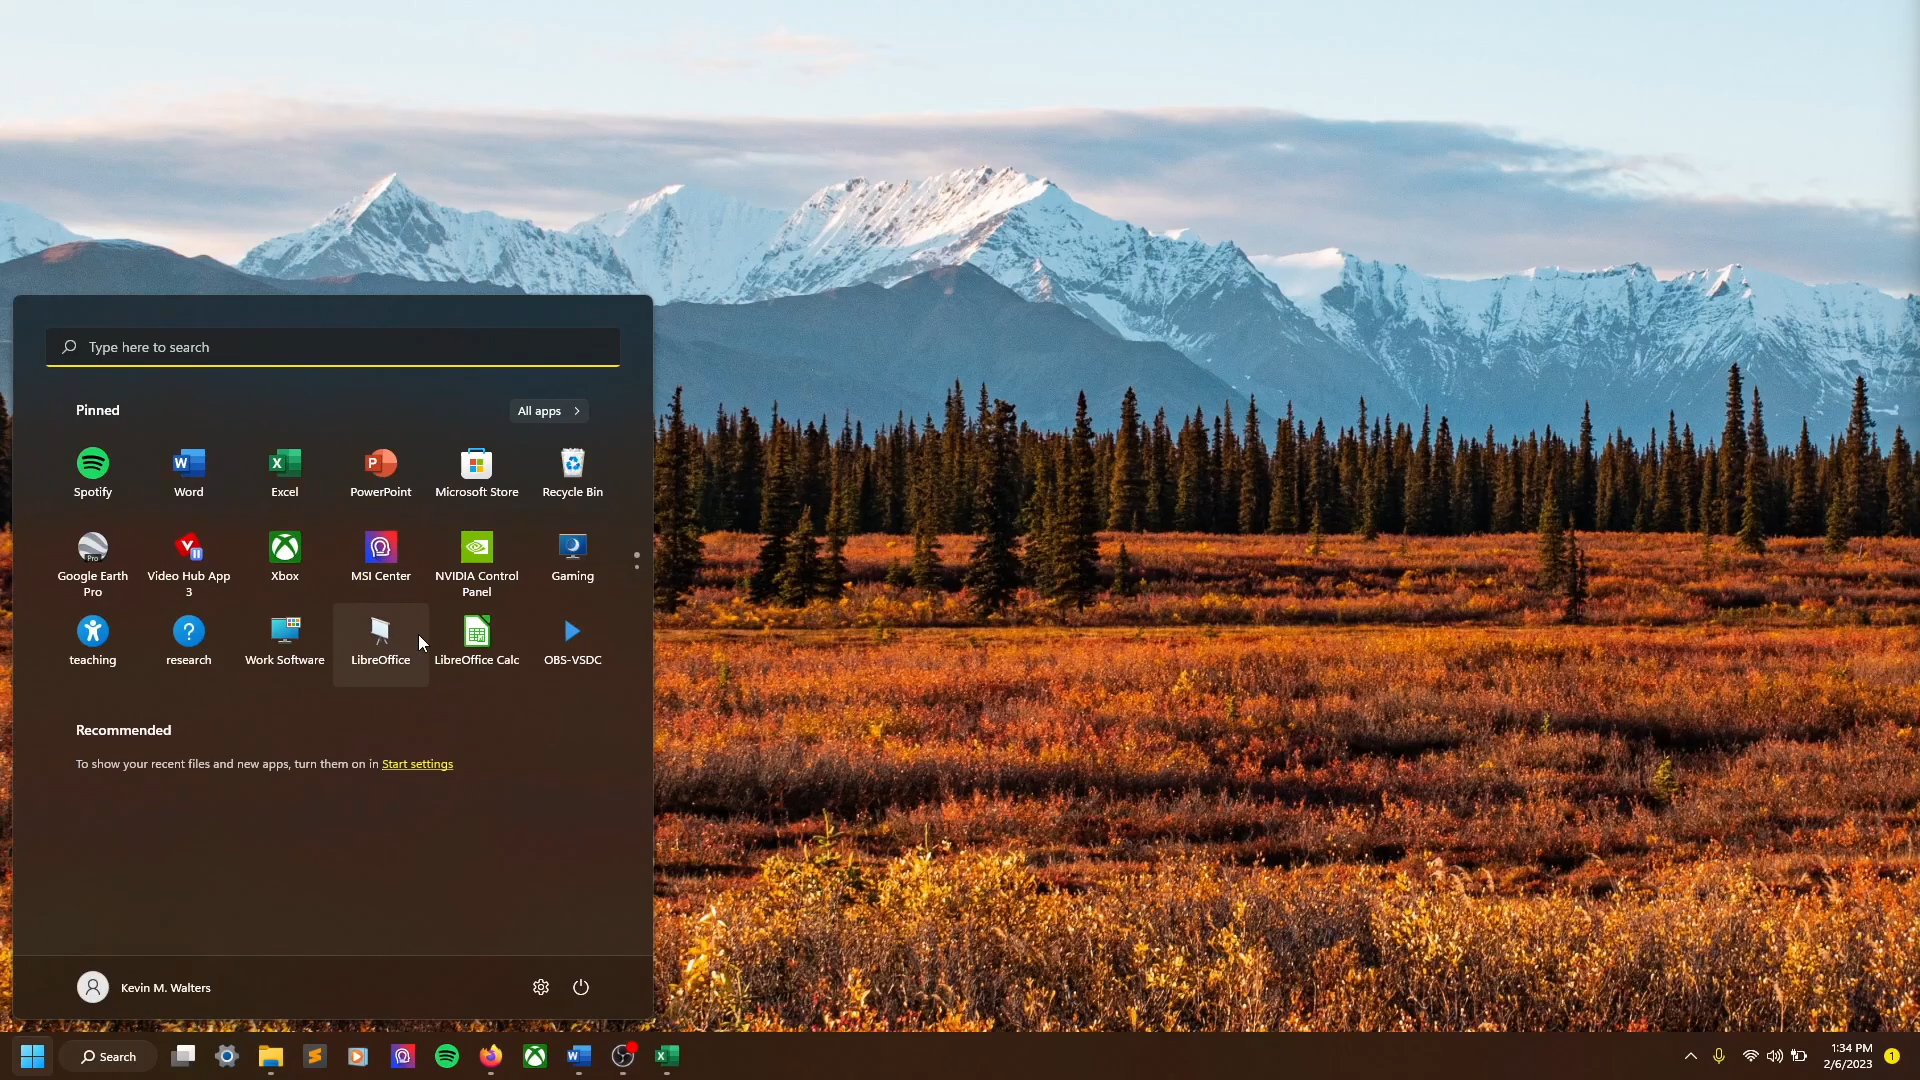 Type here to search
Pinned
All apps
Spotify
Word
Excel
PowerPoint
Microsoft Store
Recycle Bin
Pro
Google Earth
Pro
Video Hub App
3
Xbox
MSI Center
NVIDIA Control
Panel
Gaming
teaching
research
Work Software
LibreOffice
LibreOffice Calc
OBS-VSDC
Recommended
To show your recent files and new apps, turn them on in Start settings
Kevin M. Walters
Search
1:34 PM
2/6/2023
1